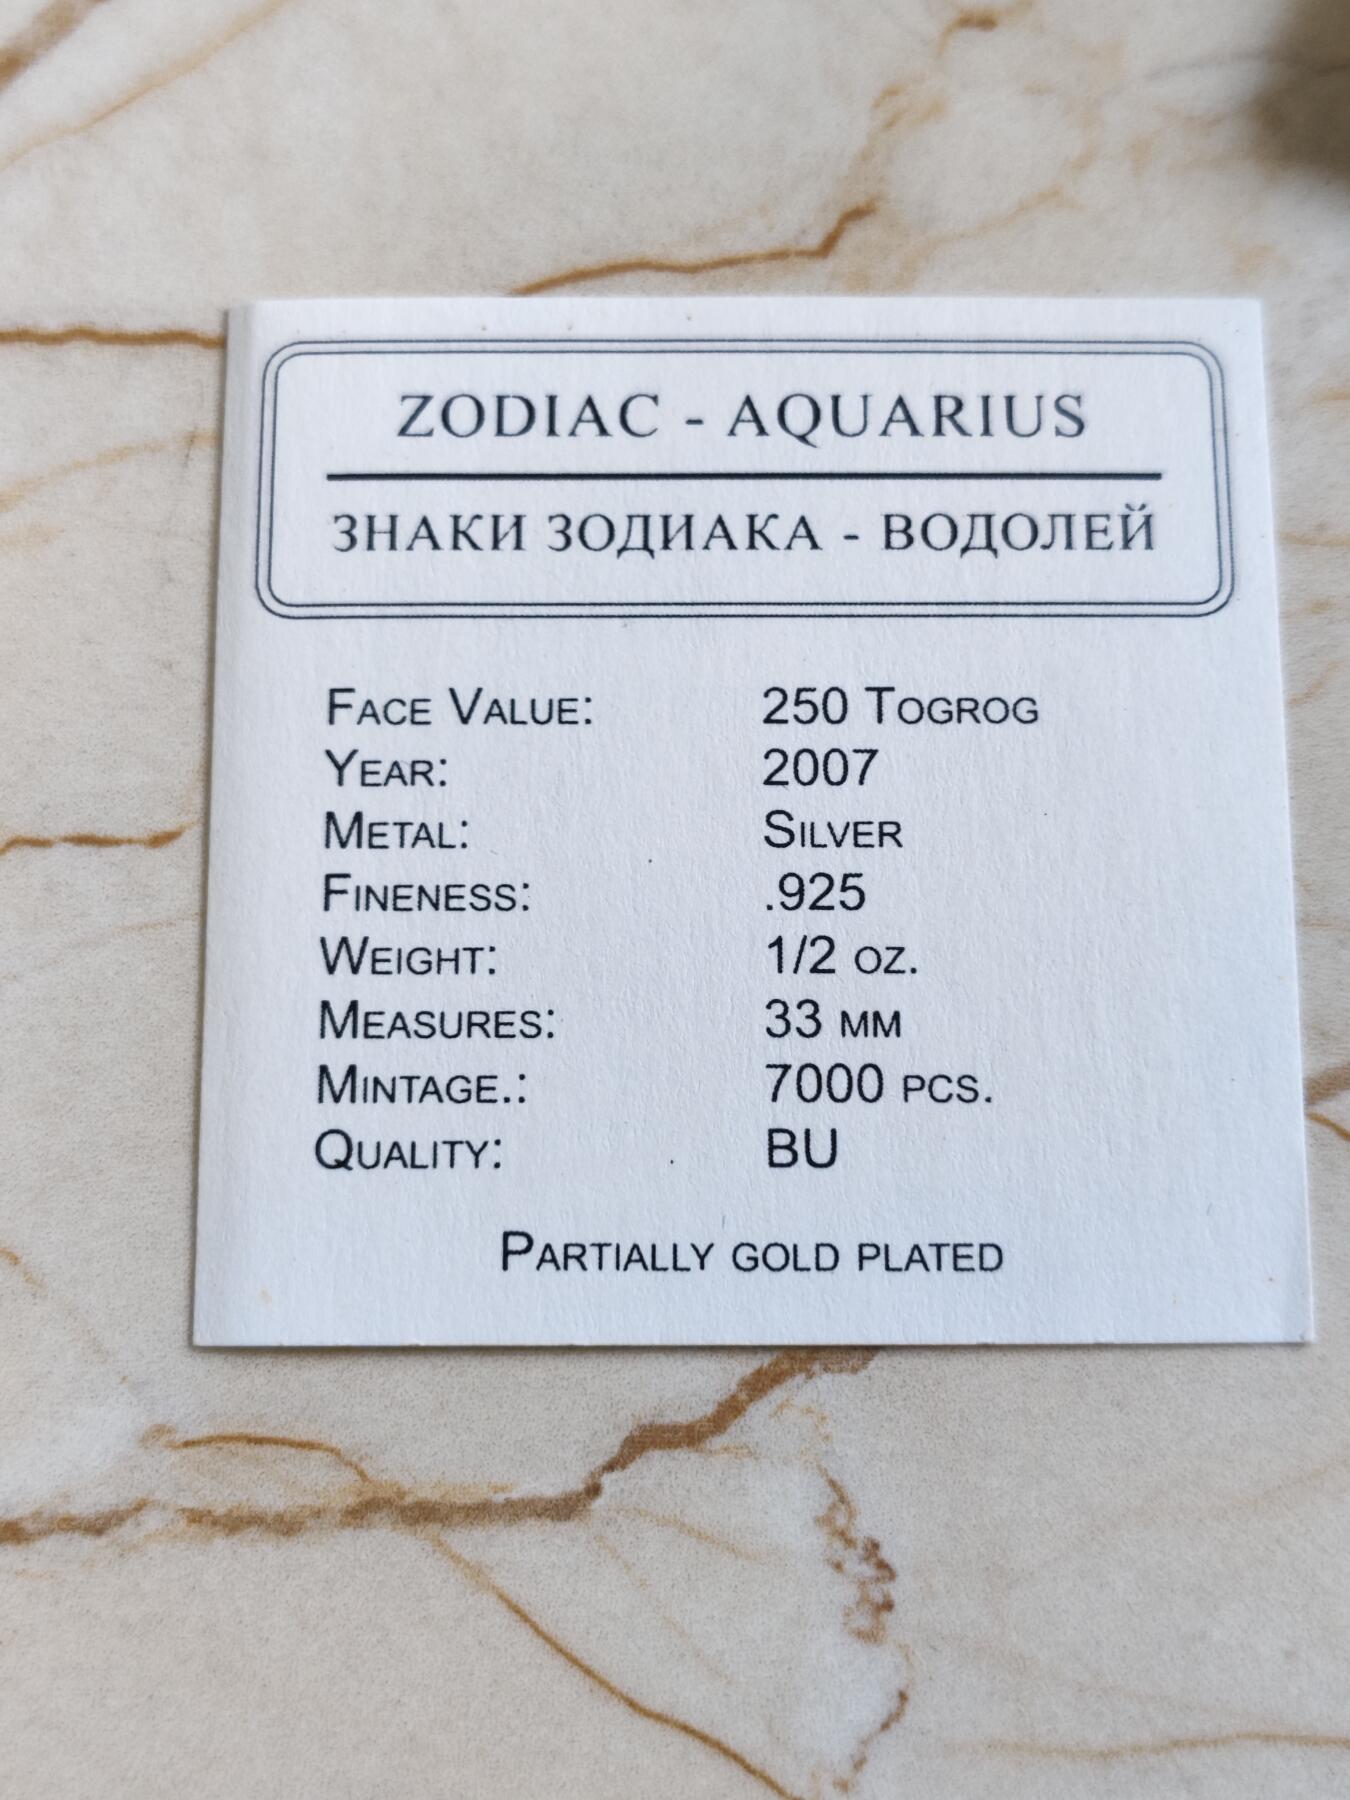 ZODIAC - AQUARIUS
ЗНАКИ ЗОДИАКА - ВОДОЛЕЙ
FACE VALUE: 250 TOGROG
YEAR: 2007
METAL: SILVER
FINENESS: .925
WEIGHT: 1/2 OZ.
MEASURES: 33 MM
MINTAGE.: 7000 PCS.
QUALITY: BU
PARTIALLY GOLD PLATED